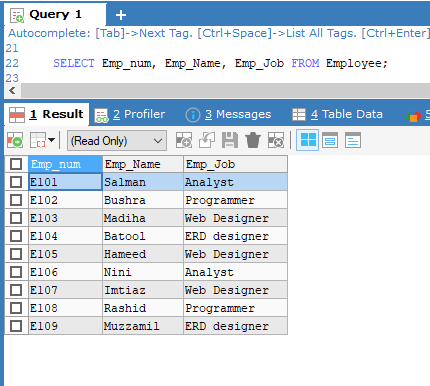 Query 1 +
Autocomplete: [Tab]->Next Tag. [Ctrl+Space]->List All Tags. [Ctrl+Enter]
21
22 SELECT Emp_num, Emp_Name, Emp_Job FROM Employee;
23
1 Result 2 Profiler 3 Messages 4 Table Data 5
(Read Only)
Emp_num Emp_Name Emp_Job
E101 Salman Analyst
E102 Bushra Programmer
E103 Madiha Web Designer
E104 Batool ERD designer
E105 Hameed Web Designer
E106 Nini Analyst
E107 Imtiaz Web Designer
E108 Rashid Programmer
E109 Muzzamil ERD designer